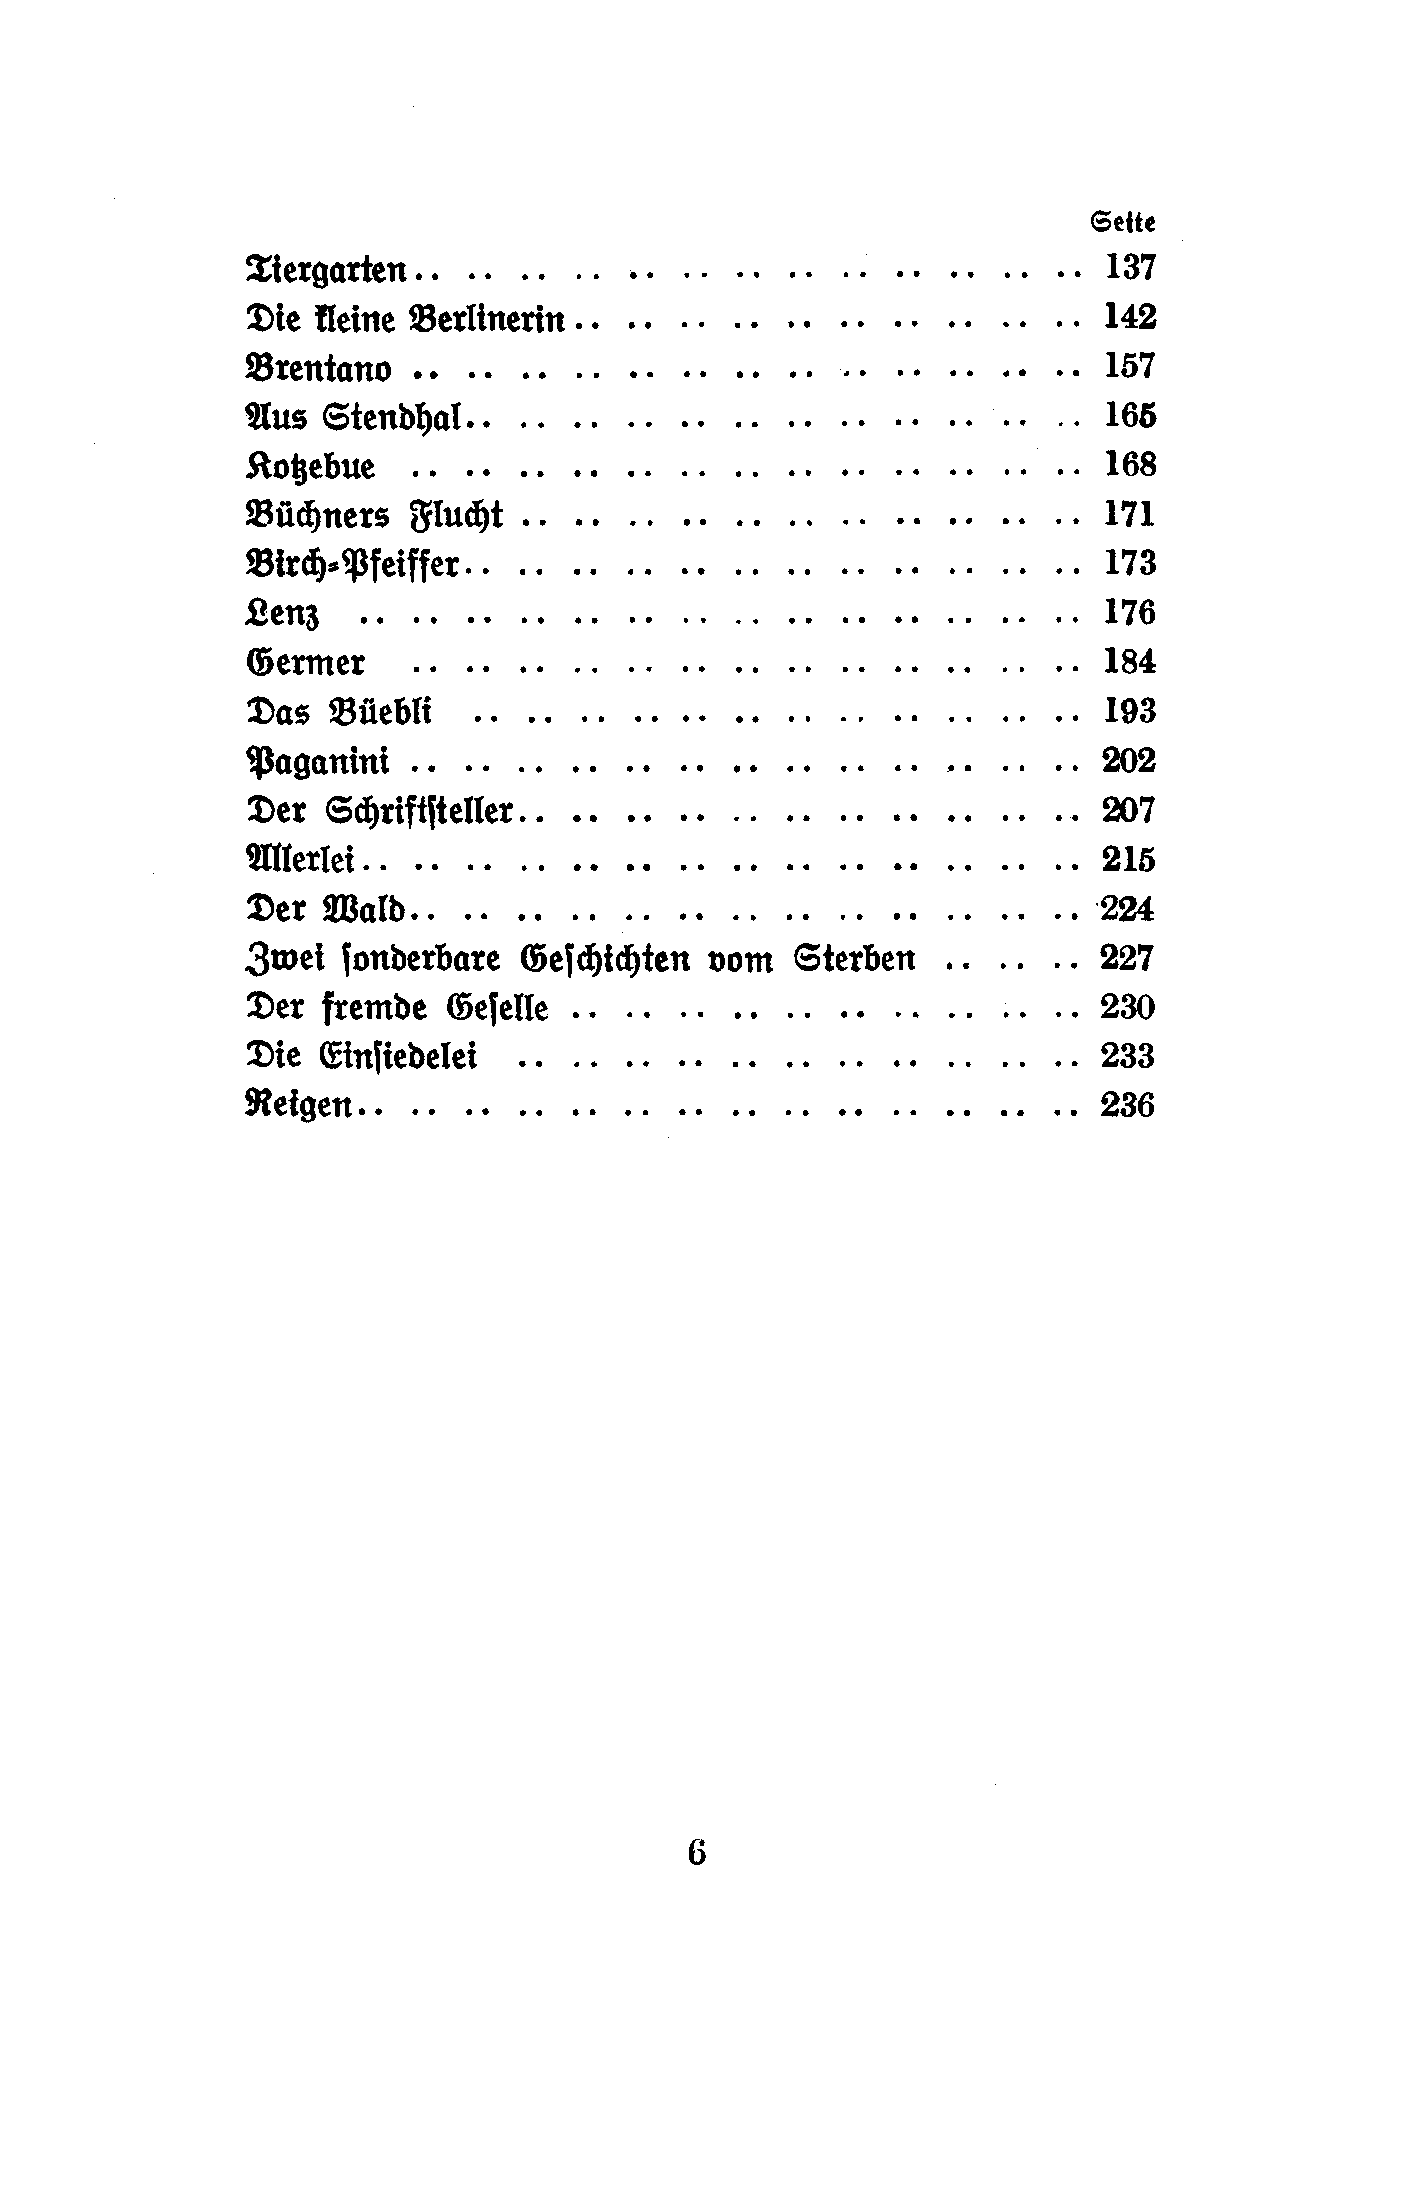 Seite
Tiergarten.. .. .. .. .. .. .. .. .. .. .. .. .. 137
Die kleine Berlinerin.. .. .. .. .. .. .. .. .. .. 142
Brentano .. .. .. .. .. .. .. .. .. .. .. .. .. 157
Aus Stendhal.. .. .. .. .. .. .. .. .. .. .. .. 165
Kotzebue .. .. .. .. .. .. .. .. .. .. .. .. .. 168
Büchners Flucht .. .. .. .. .. .. .. .. .. .. .. 171
Birch-Pfeiffer.. .. .. .. .. .. .. .. .. .. .. .. 173
Lenz .. .. .. .. .. .. .. .. .. .. .. .. .. .. 176
Germer .. .. .. .. .. .. .. .. .. .. .. .. .. 184
Das Büebli .. .. .. .. .. .. .. .. .. .. .. .. 193
Paganini .. .. .. .. .. .. .. .. .. .. .. .. .. 202
Der Schriftsteller.. .. .. .. .. .. .. .. .. .. .. 207
Allerlei.. .. .. .. .. .. .. .. .. .. .. .. .. .. 215
Der Wald.. .. .. .. .. .. .. .. .. .. .. .. .. 224
Zwei sonderbare Geschichten vom Sterben .. .. .. 227
Der fremde Geselle .. .. .. .. .. .. .. .. .. .. 230
Die Einsiedelei .. .. .. .. .. .. .. .. .. .. .. 233
Reigen.. .. .. .. .. .. .. .. .. .. .. .. .. .. 236
6